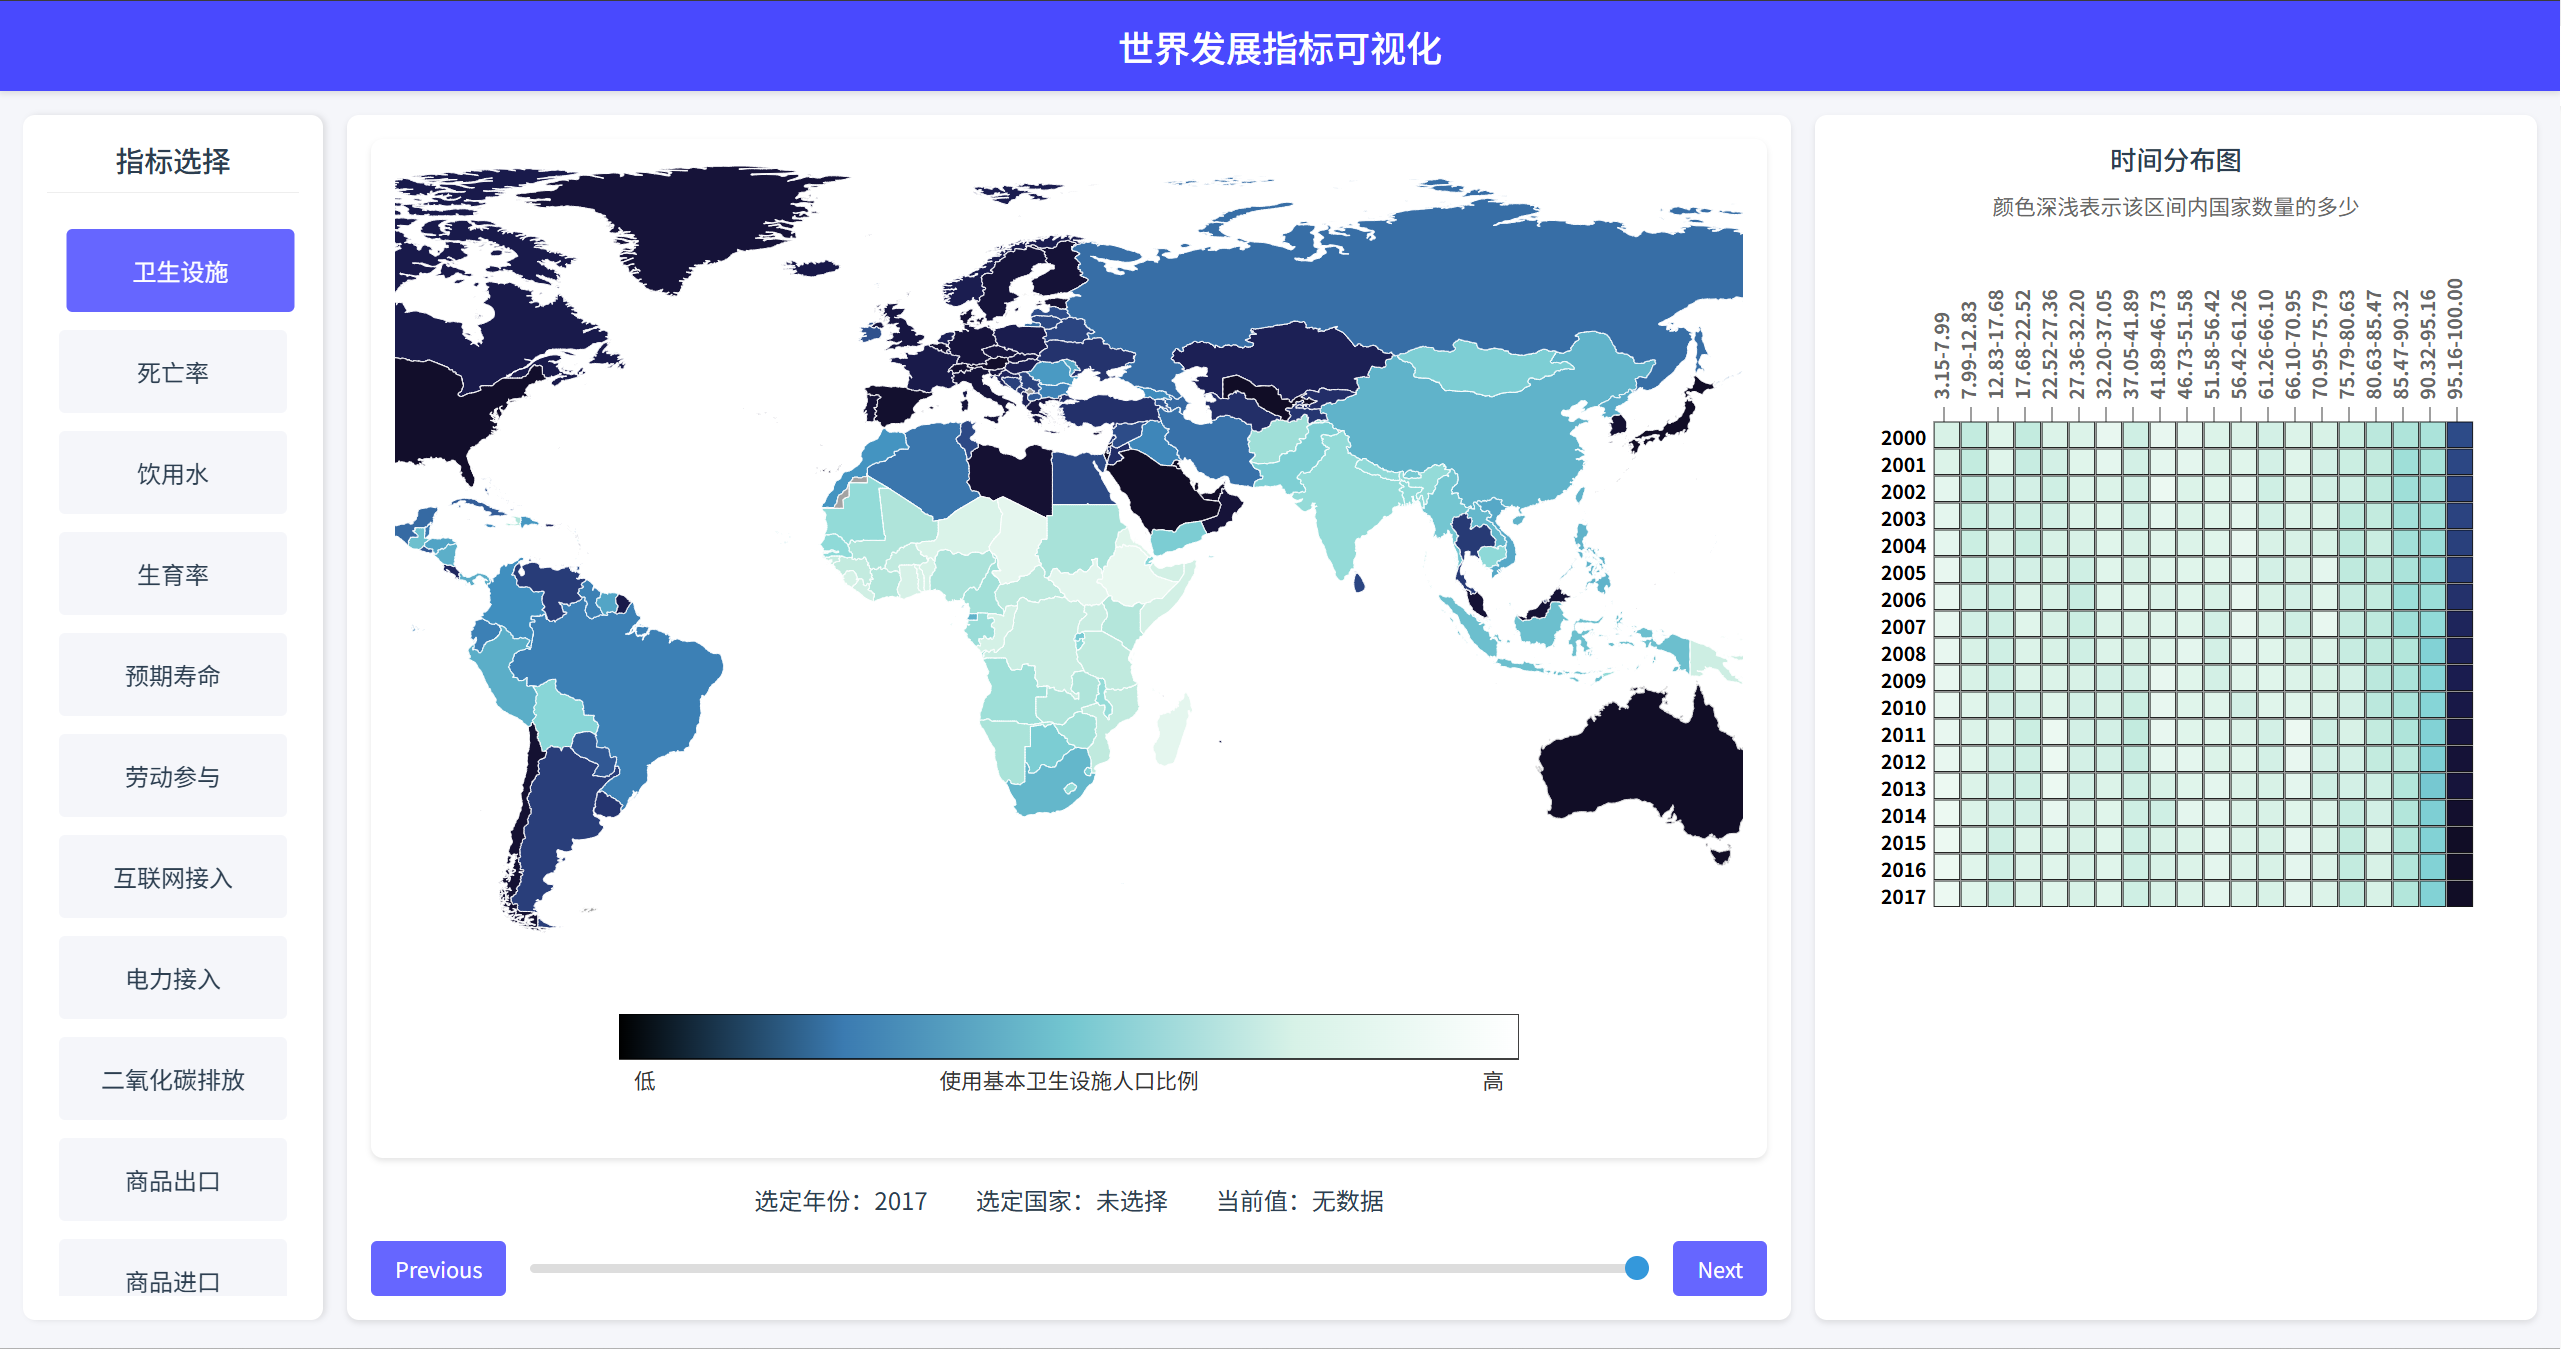 世界发展指标可视化
指标选择
卫生设施
死亡率
饮用水
生育率
预期寿命
劳动参与
互联网接入
电力接入
二氧化碳排放
商品出口
商品进口
低
使用基本卫生设施人口比例
高
选定年份：2017 选定国家：未选择 当前值：无数据
Previous
Next
时间分布图
颜色深浅表示该区间内国家数量的多少
3.15-7.99
7.99-12.83
12.83-17.68
17.68-22.52
22.52-27.36
27.36-32.20
32.20-37.05
37.05-41.89
41.89-46.73
46.73-51.58
51.58-56.42
56.42-61.26
61.26-66.10
66.10-70.95
70.95-75.79
75.79-80.63
80.63-85.47
85.47-90.32
90.32-95.16
95.16-100.00
2000
2001
2002
2003
2004
2005
2006
2007
2008
2009
2010
2011
2012
2013
2014
2015
2016
2017